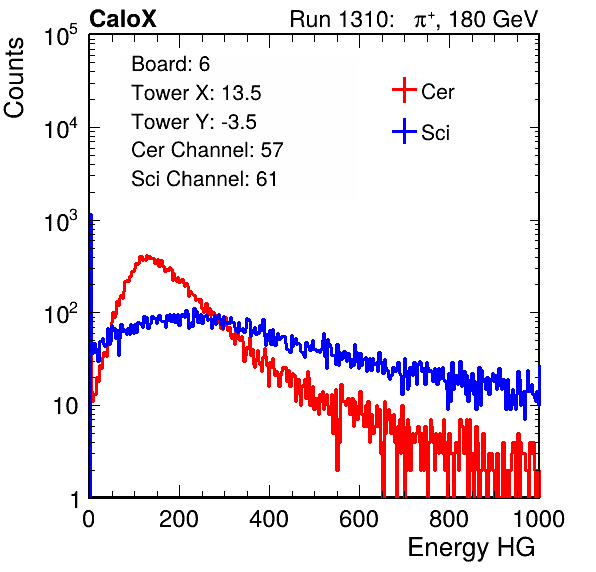 CaloX Run 1310: π⁺, 180 GeV
Counts
10⁵
10⁴
10³
10²
10
1
Board: 6
Tower X: 13.5
Tower Y: -3.5
Cer Channel: 57
Sci Channel: 61
Cer
Sci
0 200 400 600 800 1000
Energy HG